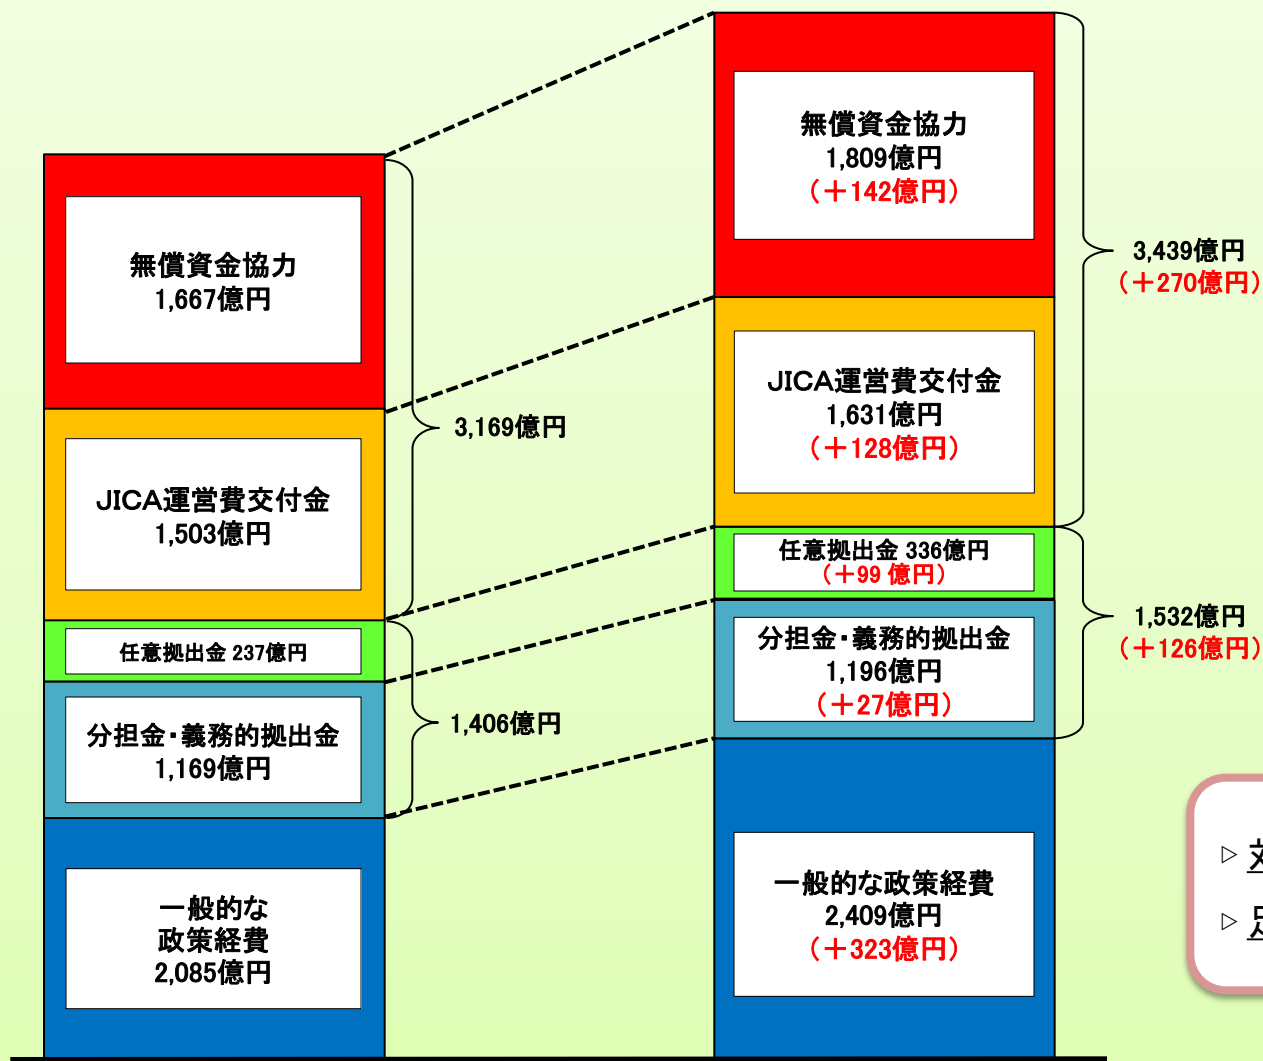 無償資金協力
1,667億円
JICA運営費交付金
1,503億円
任意拠出金 237億円
分担金・義務的拠出金
1,169億円
一般的な
政策経費
2,085億円
3,169億円
1,406億円
無償資金協力
1,809億円
(+142億円)
JICA運営費交付金
1,631億円
(+128億円)
任意拠出金 336億円
(+99 億円)
分担金・義務的拠出金
1,196億円
(+27億円)
一般的な政策経費
2,409億円
(+323億円)
3,439億円
(+270億円)
1,532億円
(+126億円)